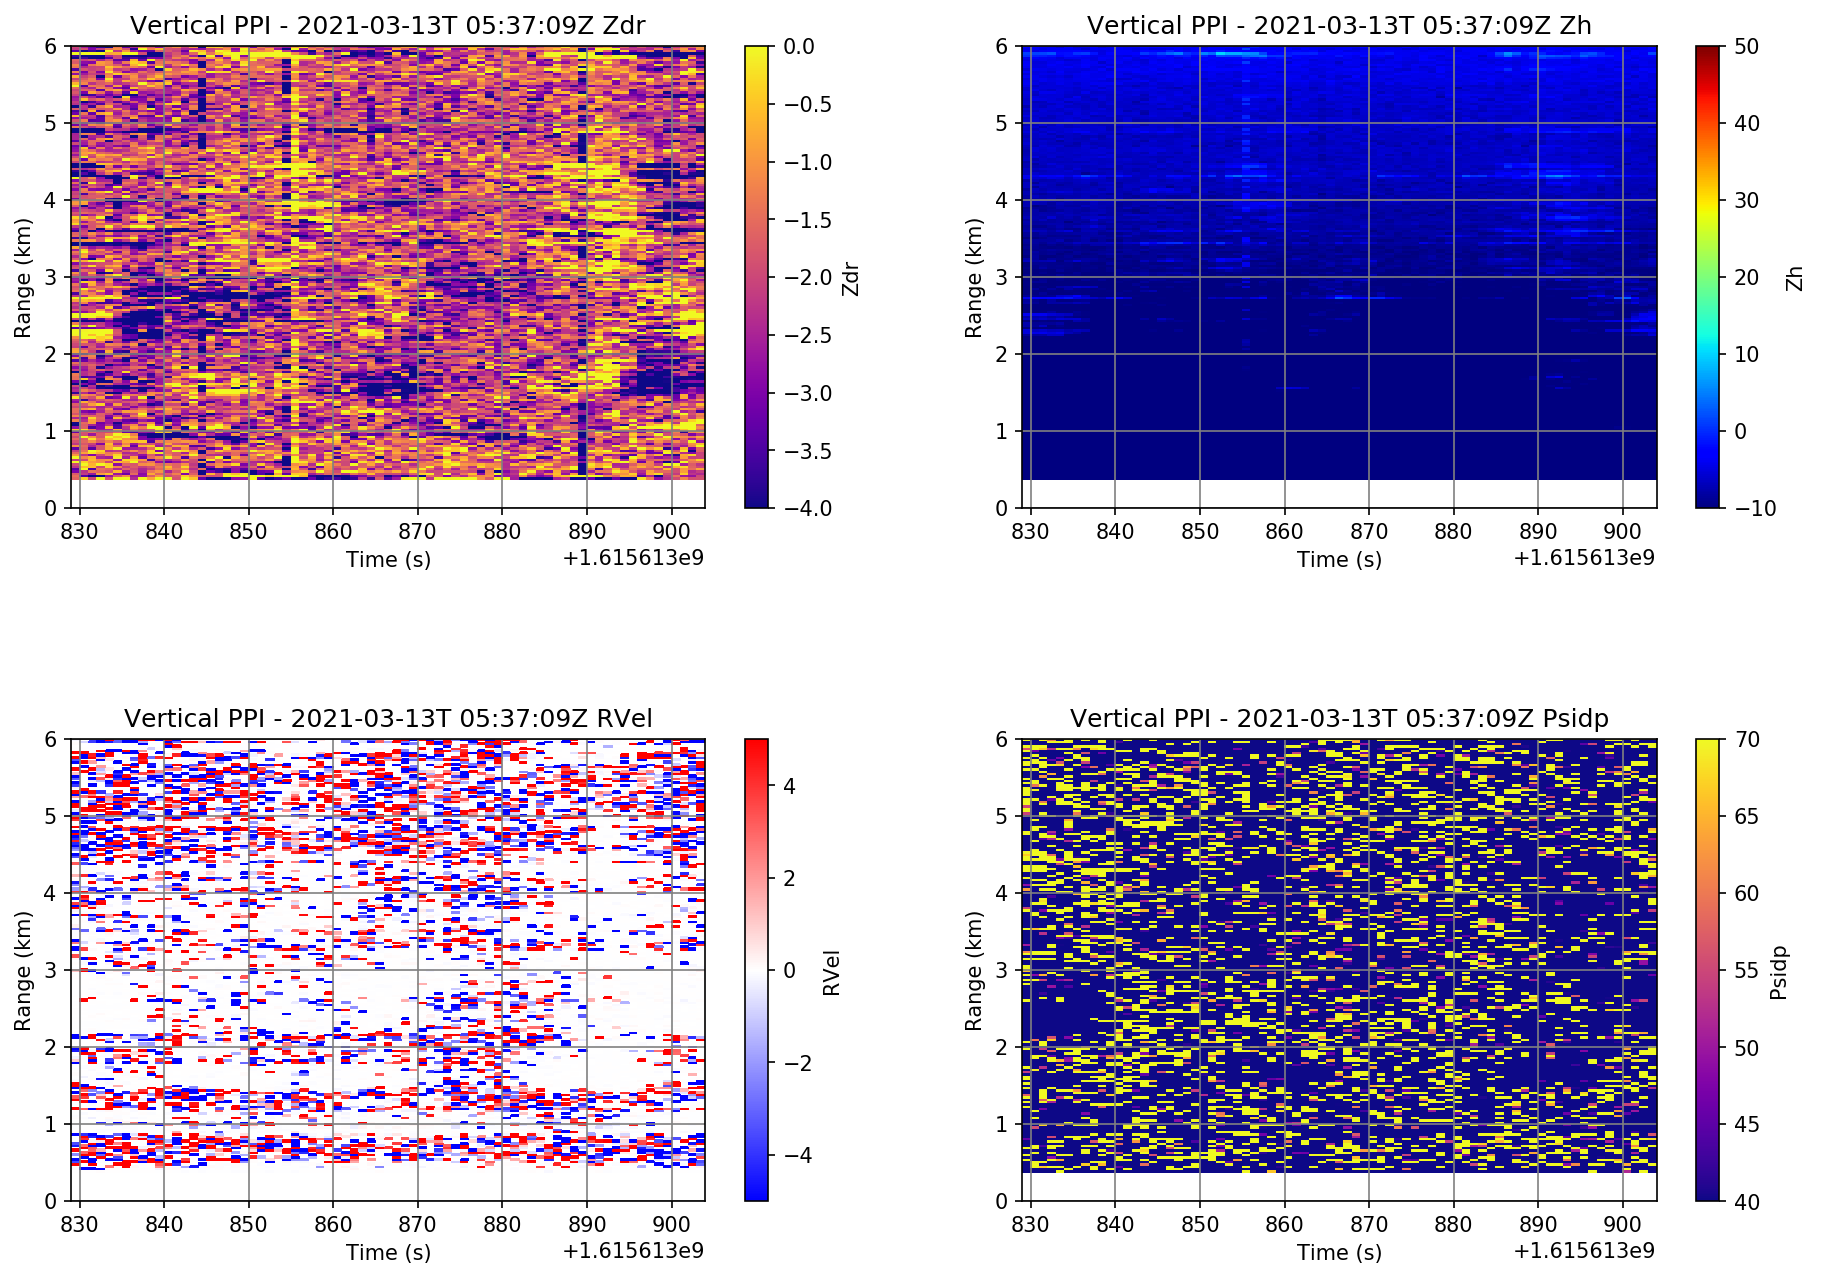 Vertical PPI - 2021-03-13T 05:37:09Z Zdr
6
5
4
3
2
1
0
Range (km)
830 840 850 860 870 880 890 900
Time (s)
+1.615613e9
0.0
−0.5
−1.0
−1.5
−2.0
−2.5
−3.0
−3.5
−4.0
Zdr
Vertical PPI - 2021-03-13T 05:37:09Z Zh
6
5
4
3
2
1
0
Range (km)
830 840 850 860 870 880 890 900
Time (s)
+1.615613e9
50
40
30
20
10
0
−10
Zh
Vertical PPI - 2021-03-13T 05:37:09Z RVel
6
5
4
3
2
1
0
Range (km)
830 840 850 860 870 880 890 900
Time (s)
+1.615613e9
4
2
0
−2
−4
RVel
Vertical PPI - 2021-03-13T 05:37:09Z Psidp
6
5
4
3
2
1
0
Range (km)
830 840 850 860 870 880 890 900
Time (s)
+1.615613e9
70
65
60
55
50
45
40
Psidp